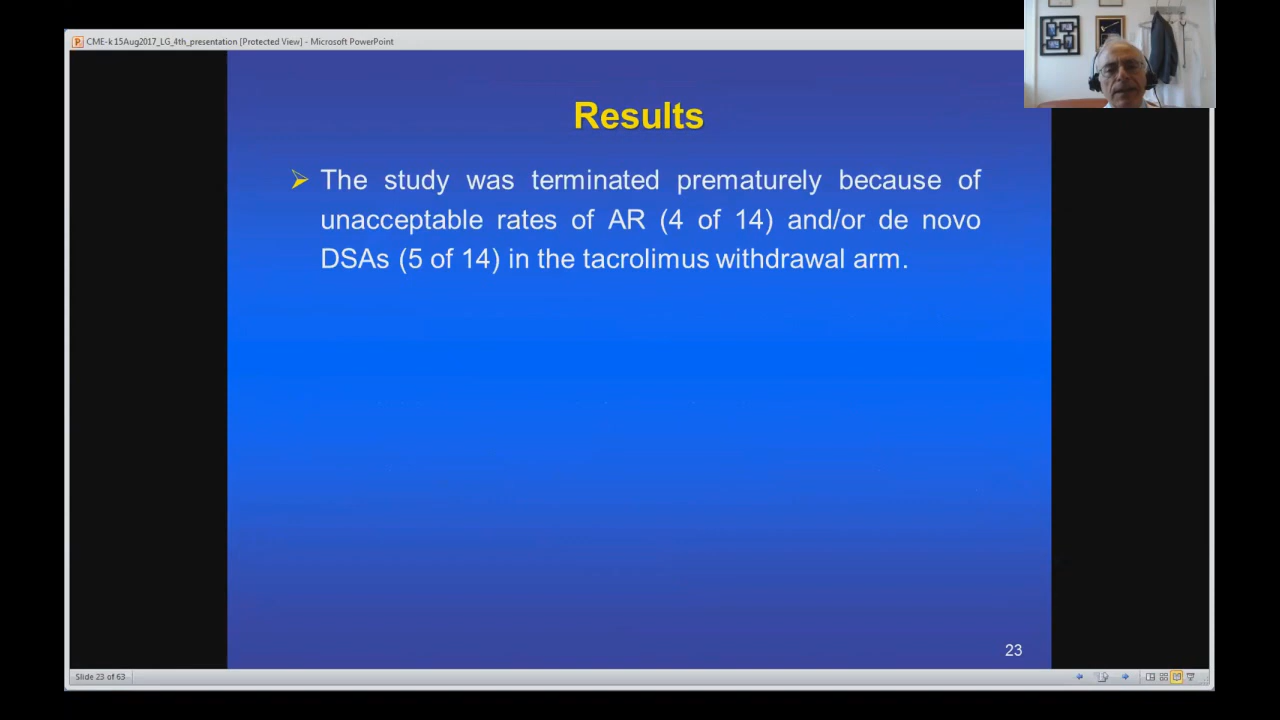 CME-k 15Aug2017_LG_4th_presentation [Protected View] - Microsoft PowerPoint
Results
The study was terminated prematurely because of
unacceptable rates of AR (4 of 14) and/or de novo
DSAs (5 of 14) in the tacrolimus withdrawal arm.
23
Slide 23 of 63